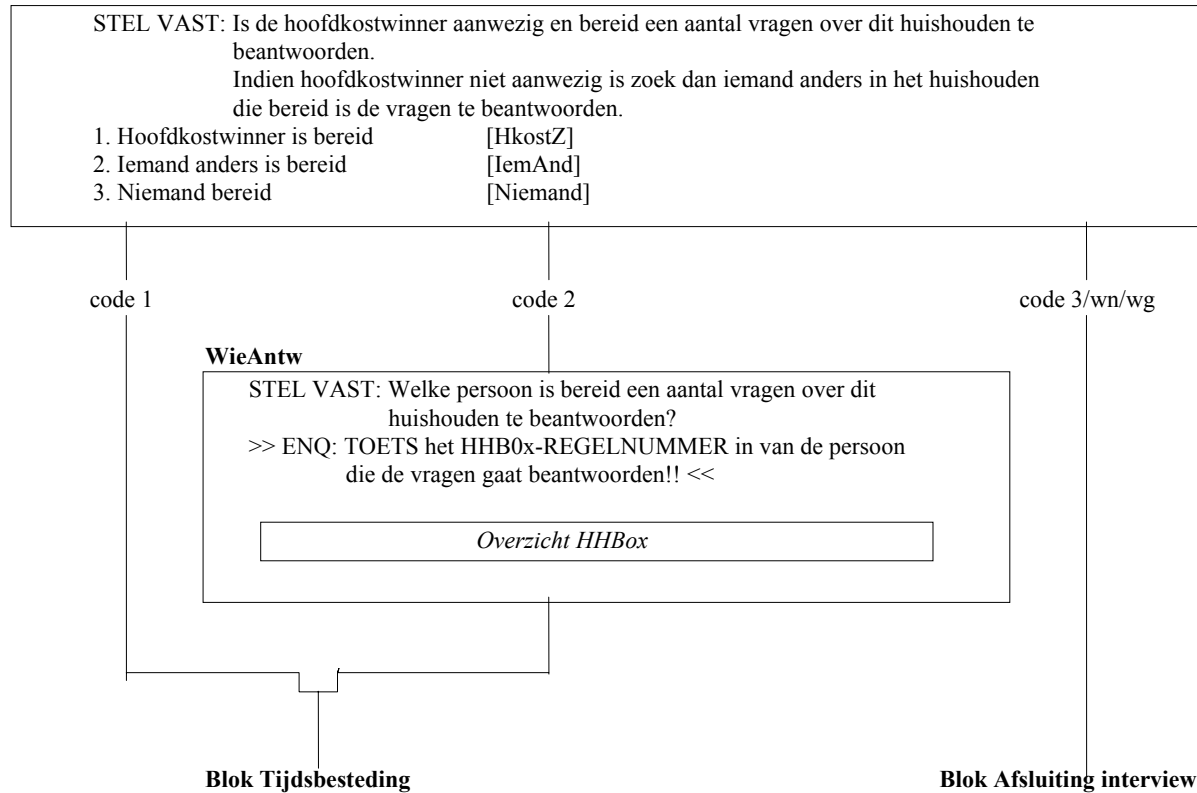 STEL VAST: Is de hoofdkostwinner aanwezig en bereid een aantal vragen over dit huishouden te
beantwoorden.
Indien hoofdkostwinner niet aanwezig is zoek dan iemand anders in het huishouden
die bereid is de vragen te beantwoorden.
1. Hoofdkostwinner is bereid [HkostZ]
2. Iemand anders is bereid [IemAnd]
3. Niemand bereid [Niemand]
code 1 code 2 code 3/wn/wg
WieAntw
STEL VAST: Welke persoon is bereid een aantal vragen over dit
huishouden te beantwoorden?
>> ENQ: TOETS het HHB0x-REGELNUMMER in van de persoon
die de vragen gaat beantwoorden!! <<
Overzicht HHBox
Blok Tijdsbesteding Blok Afsluiting interview